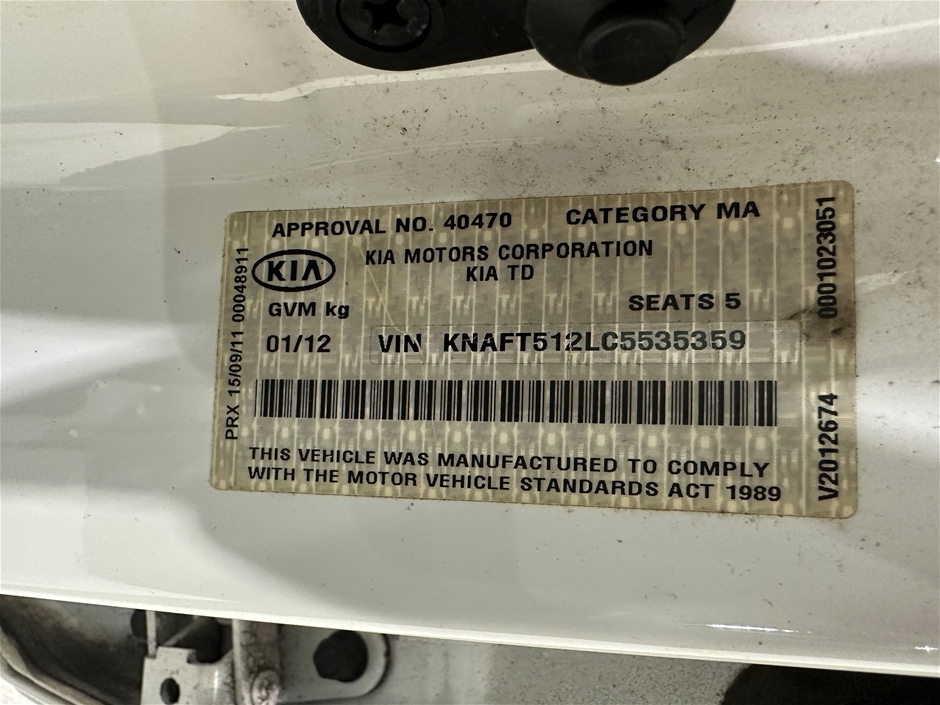 APPROVAL NO. 40470 CATEGORY MA
KIA
KIA MOTORS CORPORATION
KIA TD
GVM kg
SEATS 5
01/12
VIN KNAFT512LC5535359
THIS VEHICLE WAS MANUFACTURED TO COMPLY
WITH THE MOTOR VEHICLE STANDARDS ACT 1989
PRX 15/09/11 00048911
V2012674 0001023051